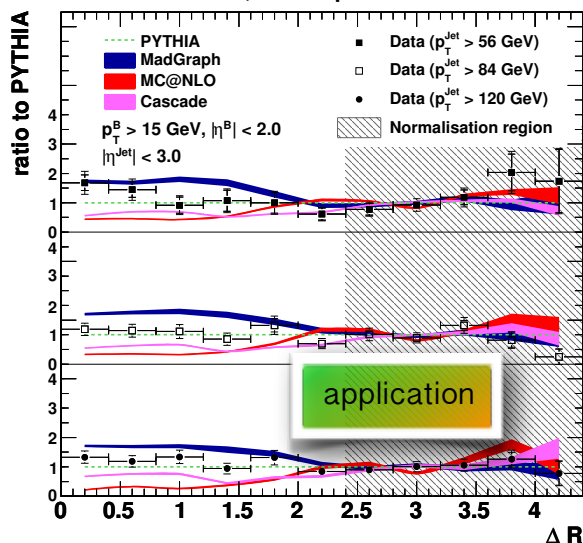 ratio to PYTHIA
PYTHIA
MadGraph
MC@NLO
Cascade
p_T^B > 15 GeV, |η^B| < 2.0
|η^Jet| < 3.0
Data (p_T^Jet > 56 GeV)
Data (p_T^Jet > 84 GeV)
Data (p_T^Jet > 120 GeV)
Normalisation region
4
3
2
1
0
4
3
2
1
0
4
3
2
1
0
application
0 0.5 1 1.5 2 2.5 3 3.5 4
Δ R